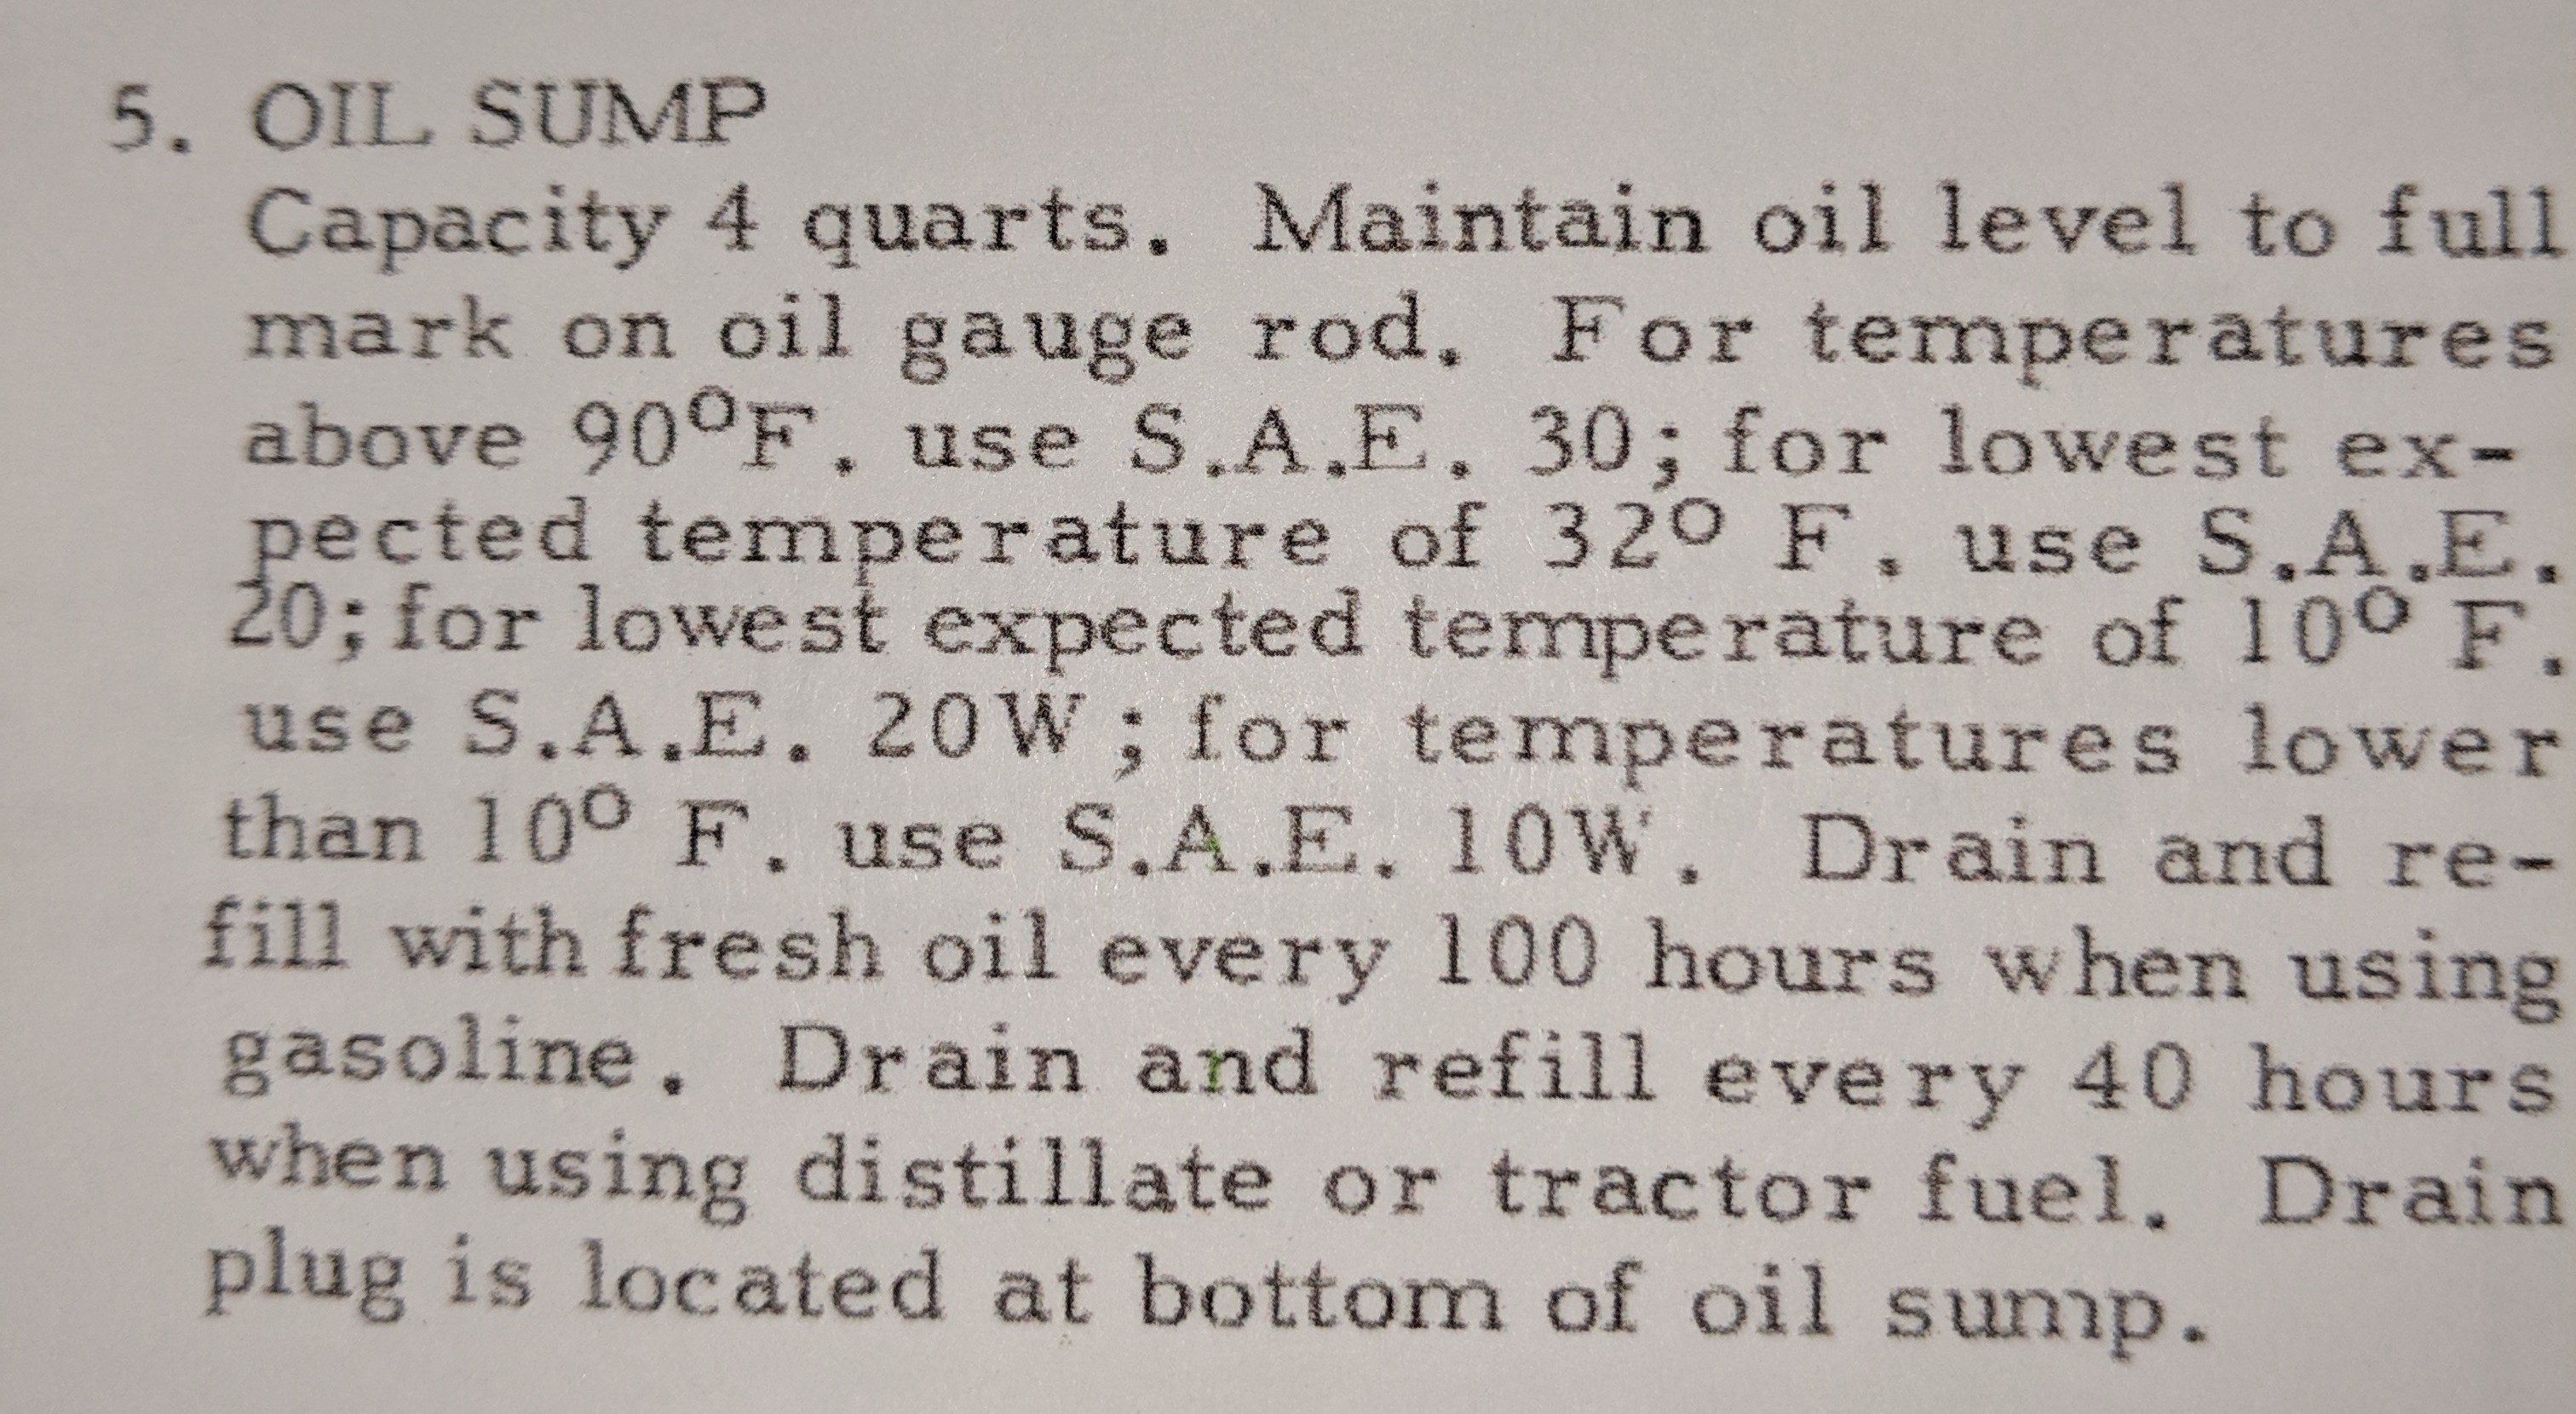 5. OIL SUMP
Capacity 4 quarts. Maintain oil level to full
mark on oil gauge rod. For temperatures
above 90°F. use S.A.E. 30; for lowest ex-
pected temperature of 32° F. use S.A.E.
20; for lowest expected temperature of 10° F.
use S.A.E. 20W; for temperatures lower
than 10° F. use S.A.E. 10W. Drain and re-
fill with fresh oil every 100 hours when using
gasoline. Drain and refill every 40 hours
when using distillate or tractor fuel. Drain
plug is located at bottom of oil sump.